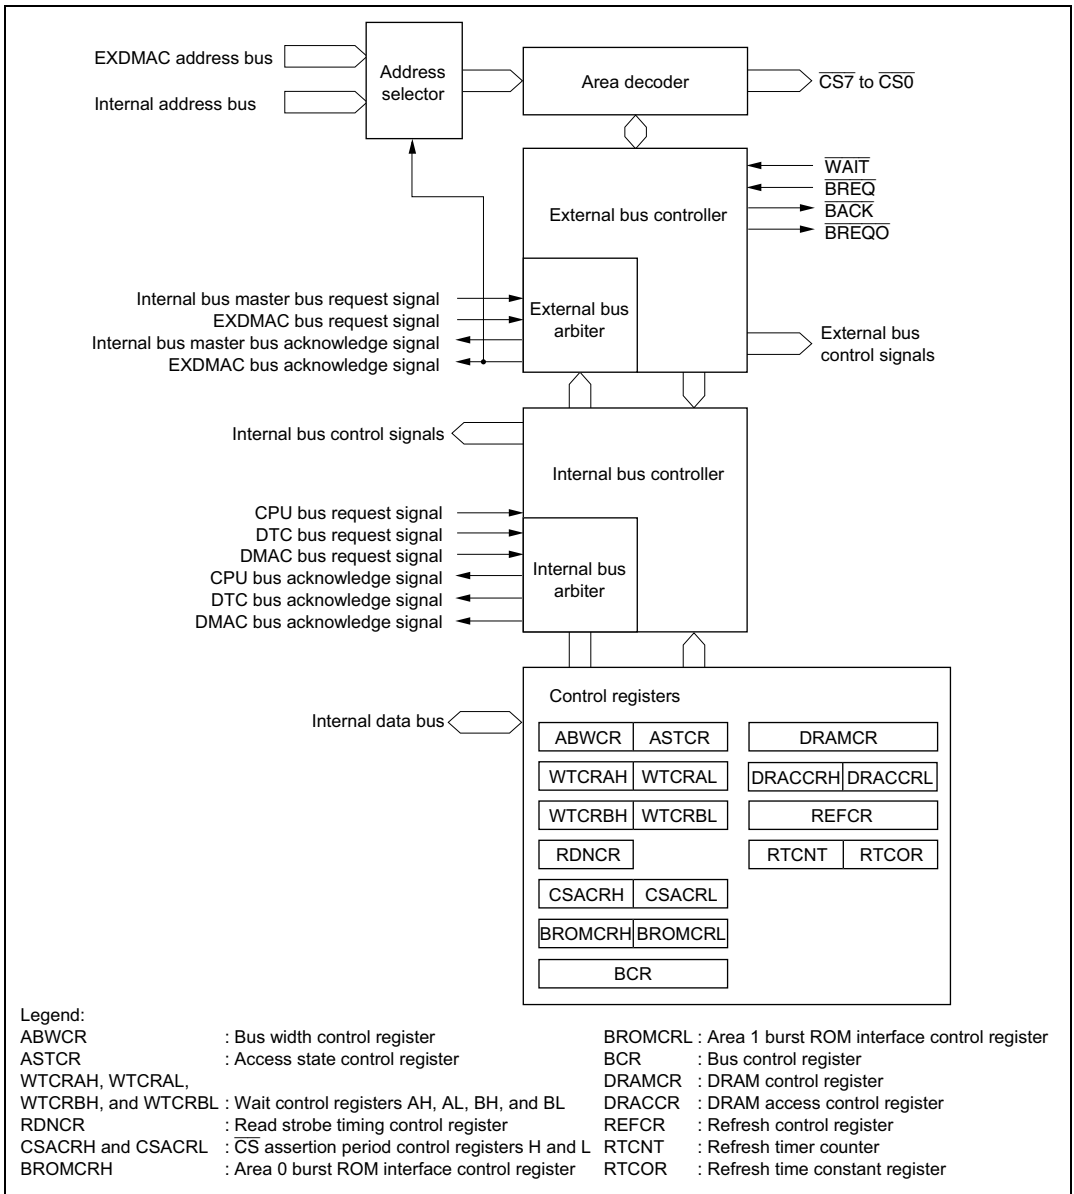 EXDMAC address bus
Internal address bus
Address
selector
Area decoder
CS7 to CS0
WAIT
BREQ
BACK
BREQO
External bus controller
External bus
arbiter
Internal bus master bus request signal
EXDMAC bus request signal
Internal bus master bus acknowledge signal
EXDMAC bus acknowledge signal
External bus
control signals
Internal bus control signals
Internal bus controller
CPU bus request signal
DTC bus request signal
DMAC bus request signal
CPU bus acknowledge signal
DTC bus acknowledge signal
DMAC bus acknowledge signal
Internal bus
arbiter
Internal data bus
Control registers
ABWCR ASTCR DRAMCR
WTCRAH WTCRAL DRACCRH DRACCRL
WTCRBH WTCRBL REFCR
RDNCR RTCNT RTCOR
CSACRH CSACRL
BROMCRH BROMCRL
BCR
Legend:
ABWCR : Bus width control register
ASTCR : Access state control register
WTCRAH, WTCRAL,
WTCRBH, and WTCRBL : Wait control registers AH, AL, BH, and BL
RDNCR : Read strobe timing control register
CSACRH and CSACRL : CS assertion period control registers H and L
BROMCRH : Area 0 burst ROM interface control register
BROMCRL : Area 1 burst ROM interface control register
BCR : Bus control register
DRAMCR : DRAM control register
DRACCR : DRAM access control register
REFCR : Refresh control register
RTCNT : Refresh timer counter
RTCOR : Refresh time constant register